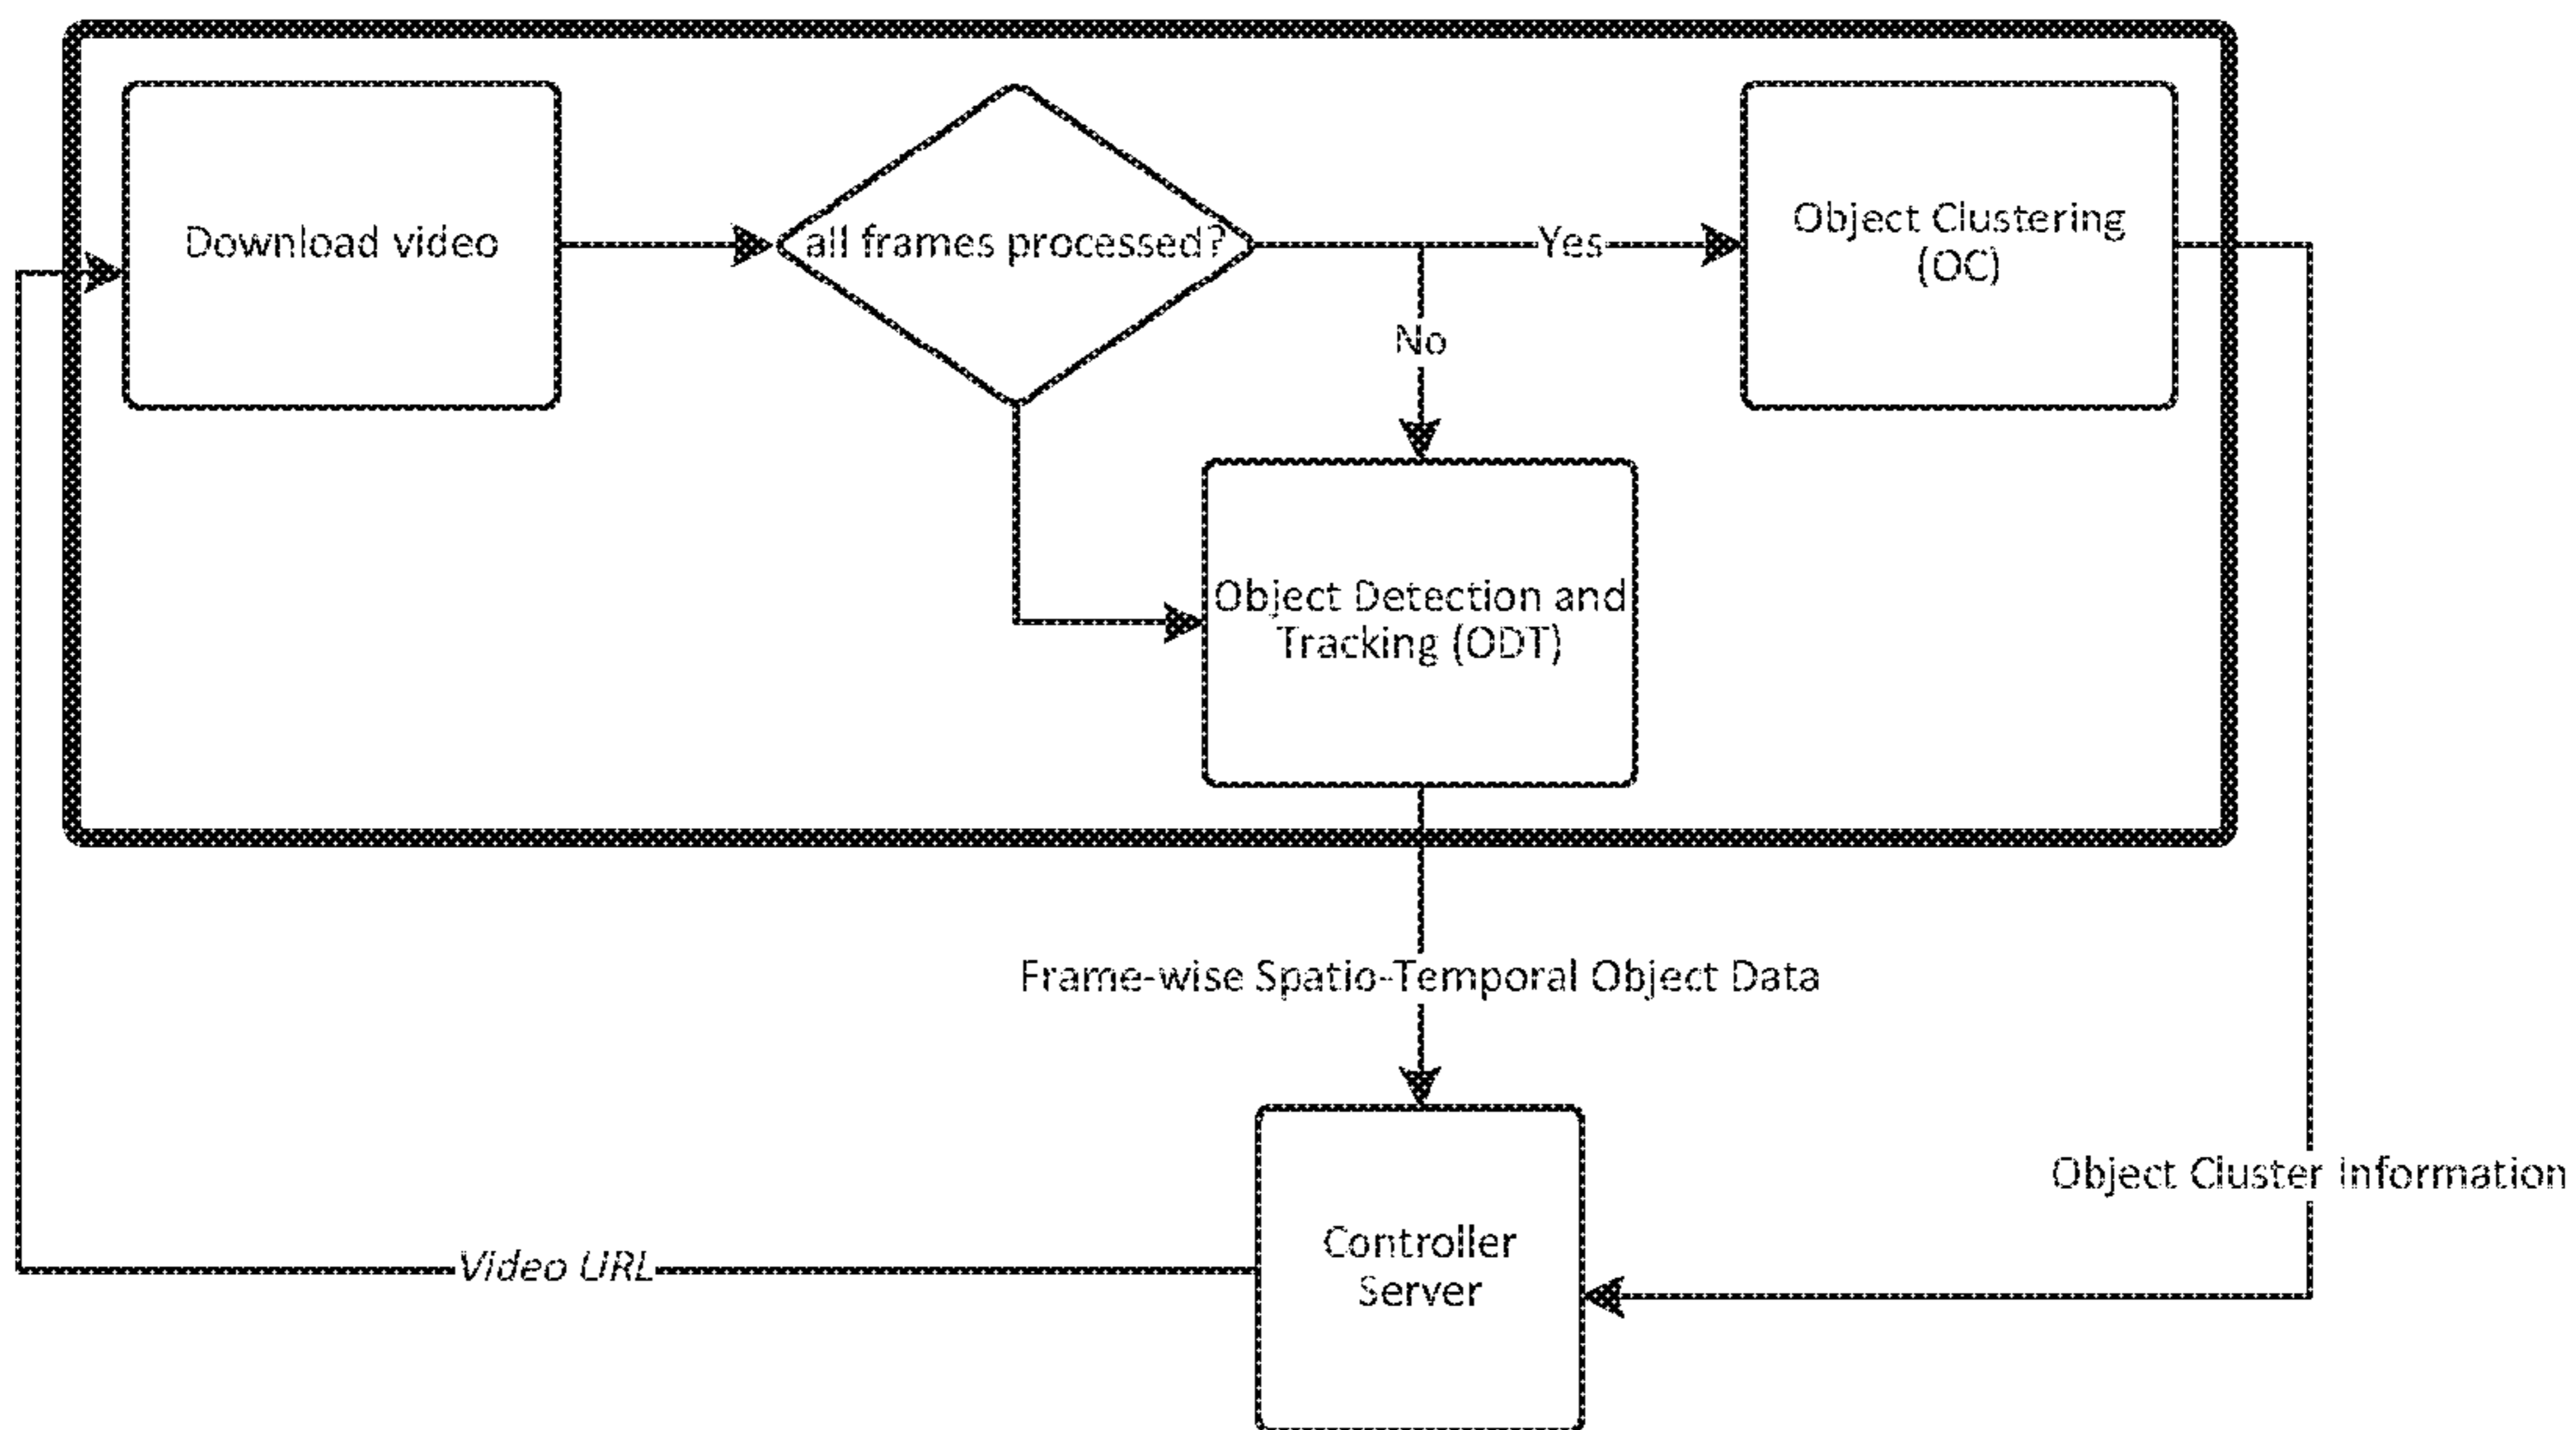 Download video
all frames processed?
Yes
Object Clustering
(OC)
No
Object Detection and
Tracking (ODT)
Frame-wise Spatio-Temporal Object Data
Object Cluster Information
Video URL
Controller
Server